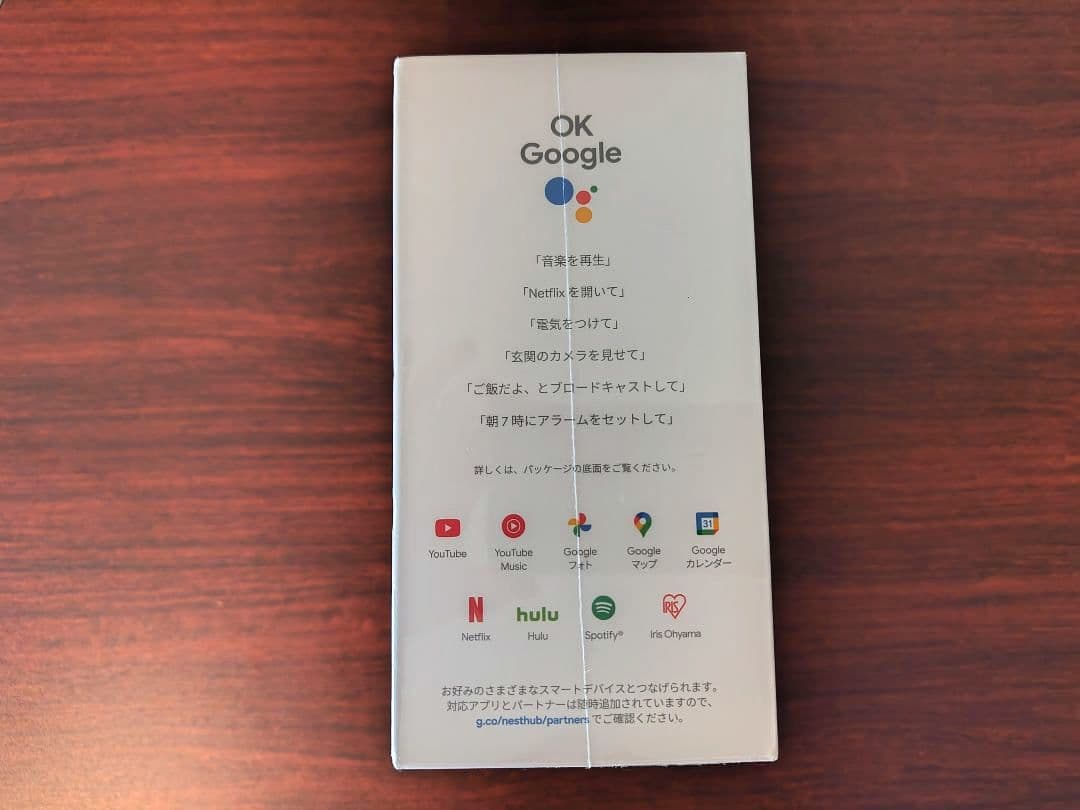 OK
Google
「音楽を再生」
「Netflix を開いて」
「電気をつけて」
「玄関のカメラを見せて」
「ご飯だよ、とブロードキャストして」
「朝 7 時にアラームをセットして」
詳しくは、パッケージの底面をご覧ください。
YouTube
YouTube Music
Google フォト
Google マップ
31
Google カレンダー
N
Netflix
hulu
Hulu
Spotify®
IRIS
Iris Ohyama
お好みのさまざまなスマートデバイスとつなげられます。
対応アプリとパートナーは随時追加されていますので、
g.co/nesthub/partners でご確認ください。